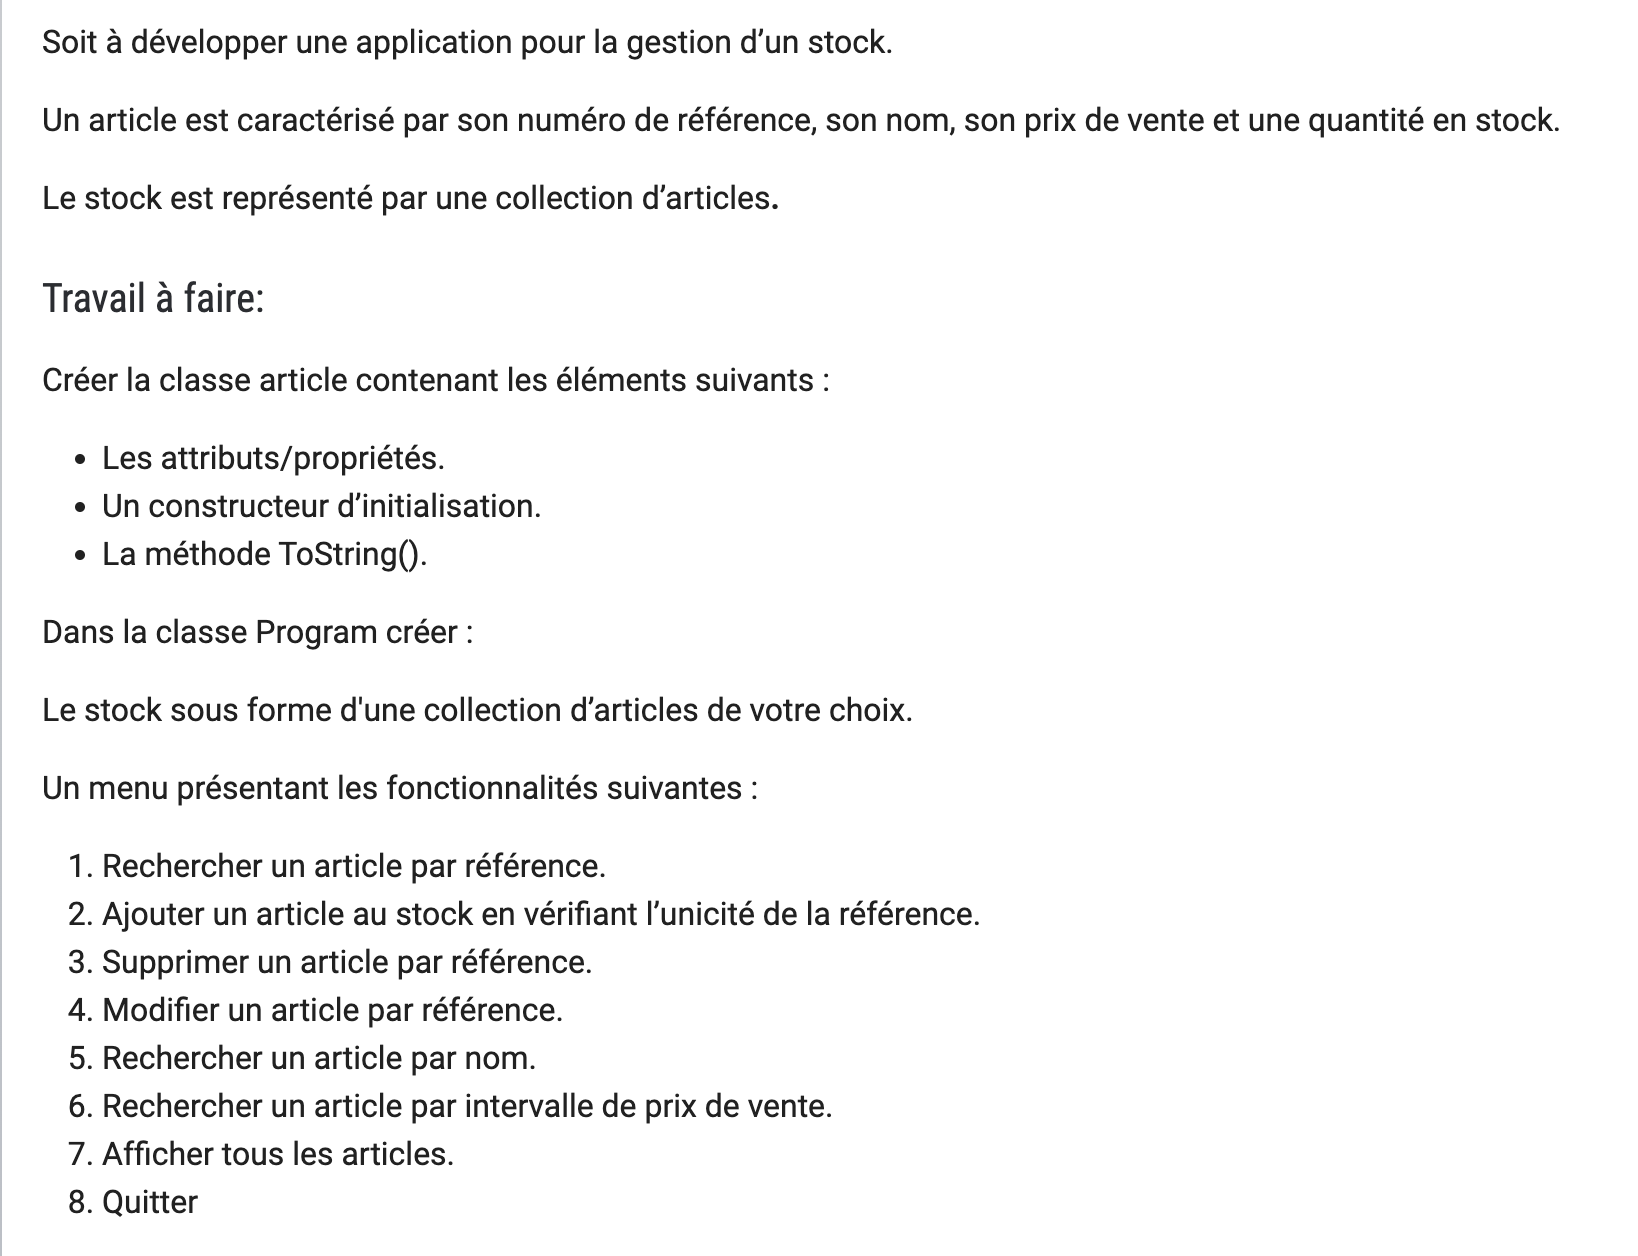 Soit à développer une application pour la gestion d’un stock.
Un article est caractérisé par son numéro de référence, son nom, son prix de vente et une quantité en stock.
Le stock est représenté par une collection d’articles.
Travail à faire:
Créer la classe article contenant les éléments suivants :
• Les attributs/propriétés.
• Un constructeur d’initialisation.
• La méthode ToString().
Dans la classe Program créer :
Le stock sous forme d'une collection d’articles de votre choix.
Un menu présentant les fonctionnalités suivantes :
1. Rechercher un article par référence.
2. Ajouter un article au stock en vérifiant l’unicité de la référence.
3. Supprimer un article par référence.
4. Modifier un article par référence.
5. Rechercher un article par nom.
6. Rechercher un article par intervalle de prix de vente.
7. Afficher tous les articles.
8. Quitter